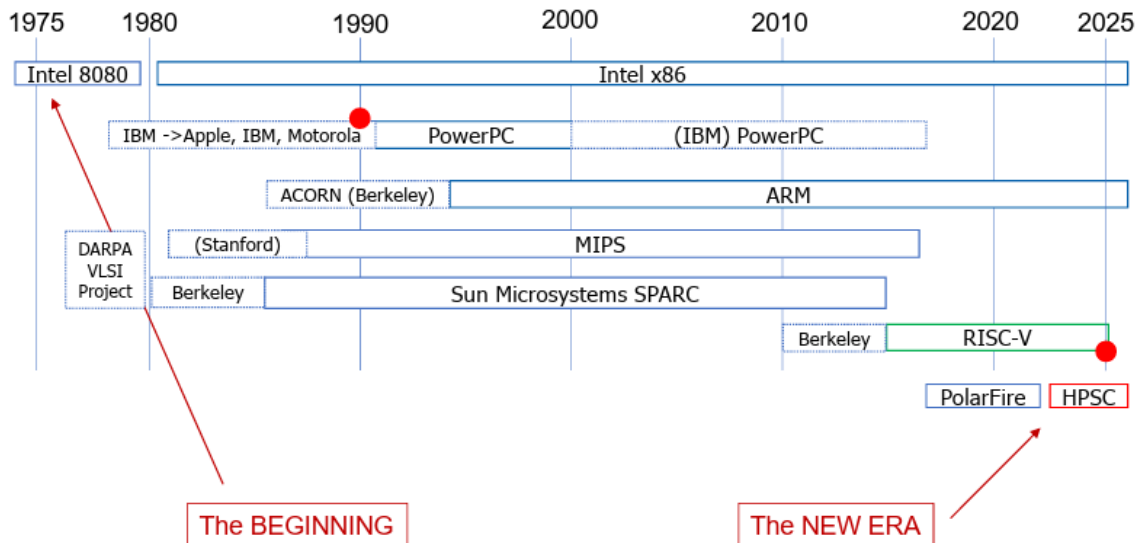 1975 1980 1990 2000 2010 2020 2025
Intel 8080 Intel x86
IBM ->Apple, IBM, Motorola PowerPC (IBM) PowerPC
ACORN (Berkeley) ARM
DARPA
VLSI
Project
(Stanford) MIPS
Berkeley Sun Microsystems SPARC
Berkeley RISC-V
PolarFire HPSC
The BEGINNING The NEW ERA